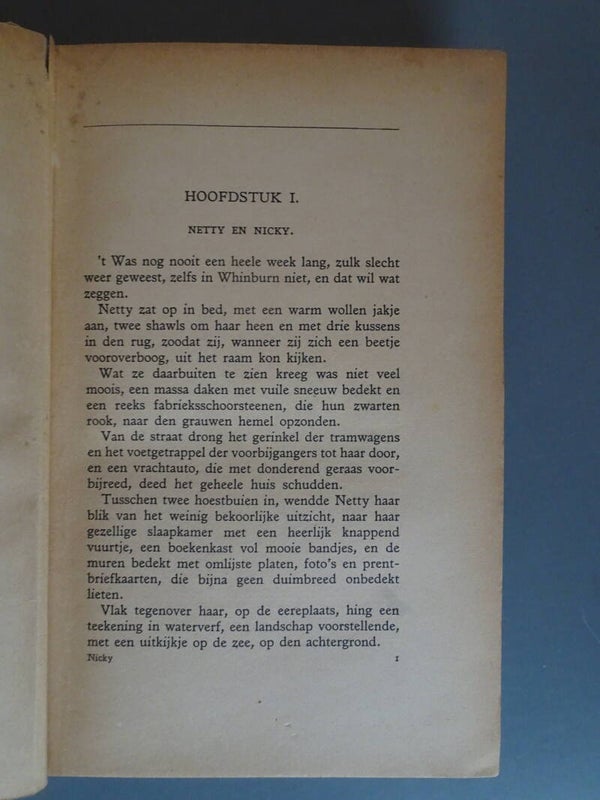 HOOFDSTUK I.
NETTY EN NICKY.
't Was nog nooit een heele week lang, zulk slecht
weer geweest, zelfs in Whinburn niet, en dat wil wat
zeggen.
Netty zat op in bed, met een warm wollen jakje
aan, twee shawls om haar heen en met drie kussens
in den rug, zoodat zij, wanneer zij zich een beetje
vooroverboog, uit het raam kon kijken.
Wat ze daarbuiten te zien kreeg was niet veel
moois, een massa daken met vuile sneeuw bedekt en
een reeks fabrieksschoorsteenen, die hun zwarten
rook, naar den grauwen hemel opzonden.
Van de straat drong het gerinkel der tramwagens
en het voetgetrappel der voorbijgangers tot haar door,
en een vrachtauto, die met donderend geraas voor-
bijreed, deed het geheele huis schudden.
Tusschen twee hoestbuien in, wendde Netty haar
blik van het weinig bekoorlijke uitzicht, naar haar
gezellige slaapkamer met een heerlijk knappend
vuurtje, een boekenkast vol mooie bandjes, en de
muren bedekt met omlijste platen, foto's en prent-
briefkaarten, die bijna geen duimbreed onbedekt
lieten.
Vlak tegenover haar, op de eereplaats, hing een
teekening in waterverf, een landschap voorstellende,
met een uitkijkje op de zee, op den achtergrond.
Nicky 1